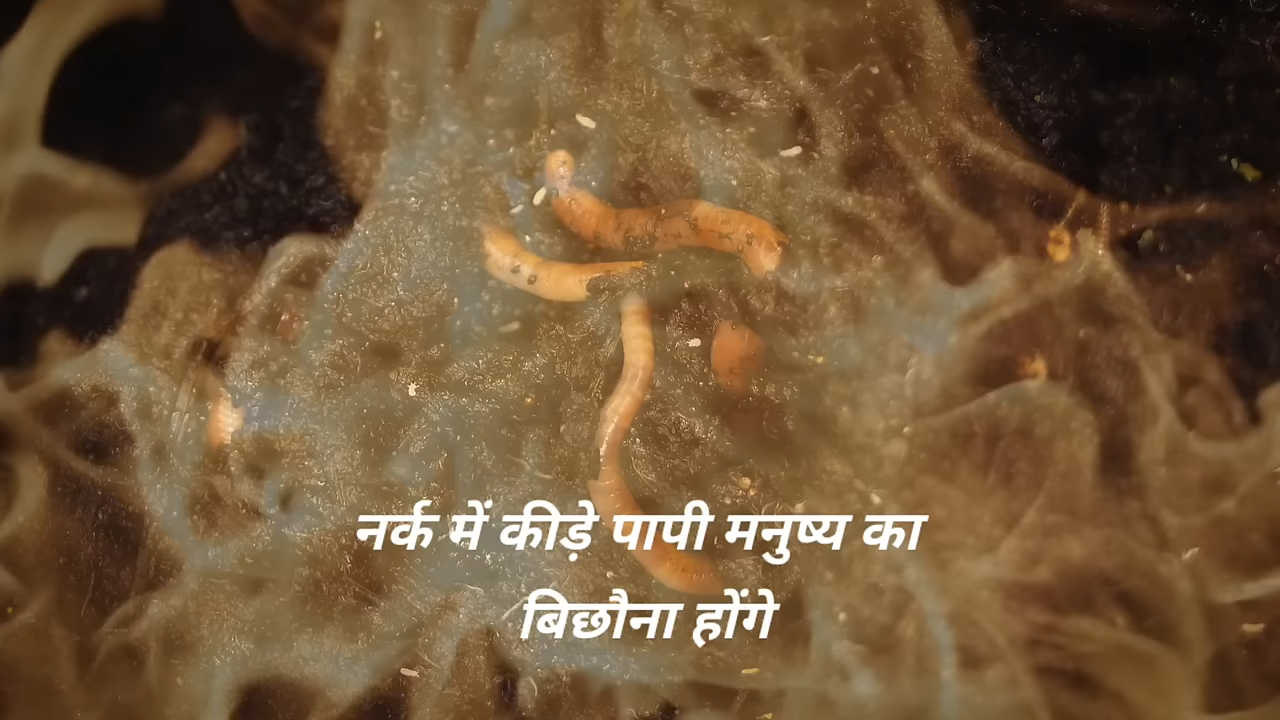 नर्क में कीड़े पापी मनुष्य का
बिछौना होंगे